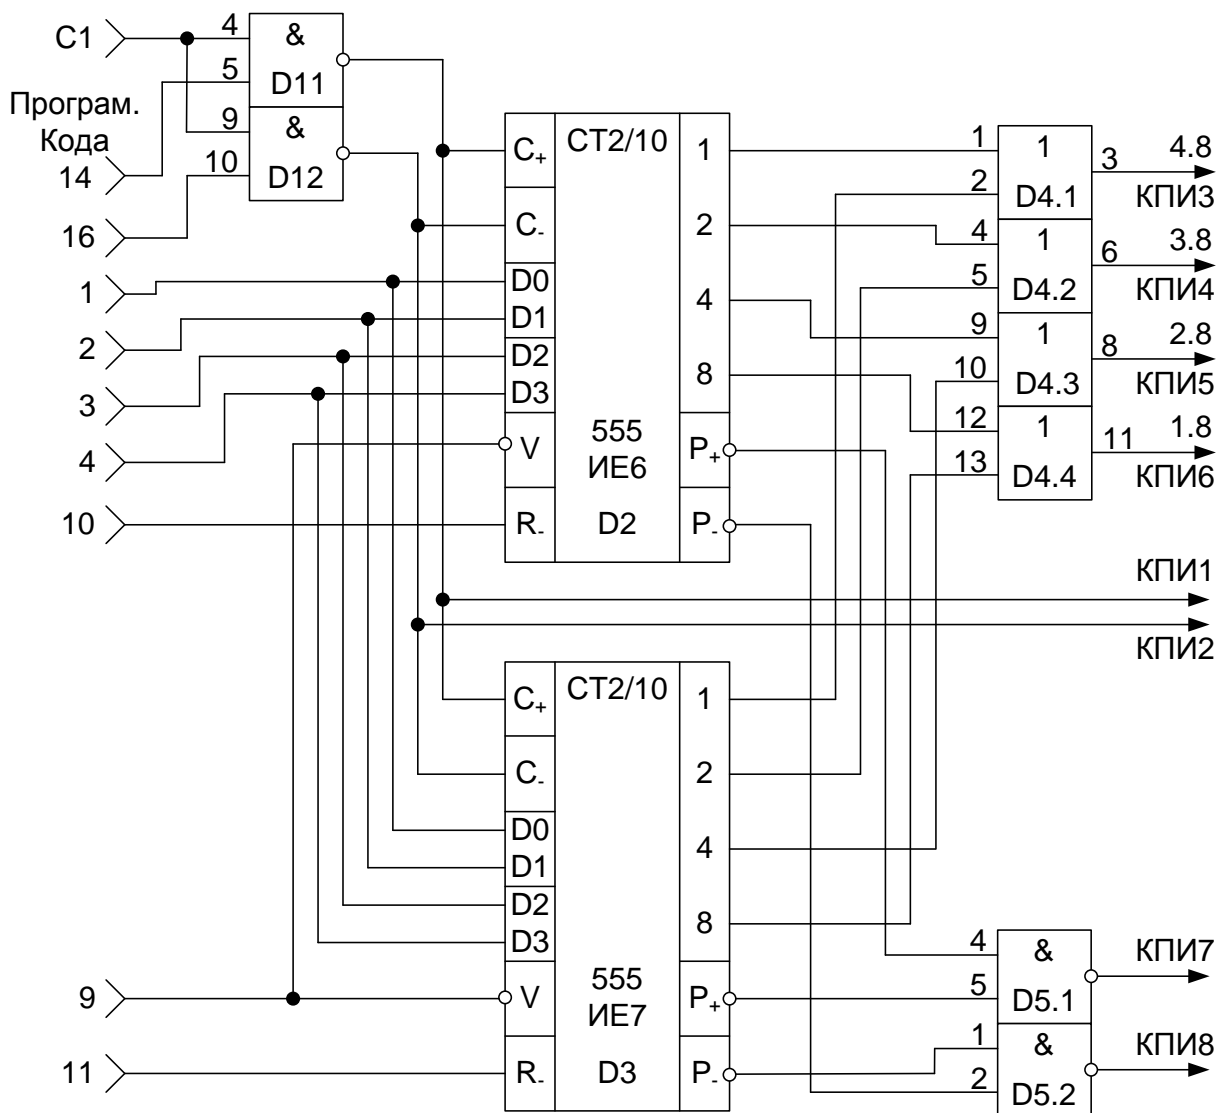 C1
4
&
5
D11
Програм.
Кода
9
&
14
10
D12
16
1
2
3
4
10
9
11
C+
CT2/10
1
C-
2
D0
D1
4
D2
D3
8
V
555
ИЕ6
P+
R-
D2
P-
1
1
3
4.8
2
D4.1
КПИ3
4
1
6
3.8
5
D4.2
КПИ4
9
1
8
2.8
10
D4.3
КПИ5
12
1
11
1.8
13
D4.4
КПИ6
КПИ1
КПИ2
C+
CT2/10
1
C-
2
D0
D1
4
D2
D3
8
V
555
ИЕ7
P+
R-
D3
P-
4
&
КПИ7
5
D5.1
1
&
КПИ8
2
D5.2